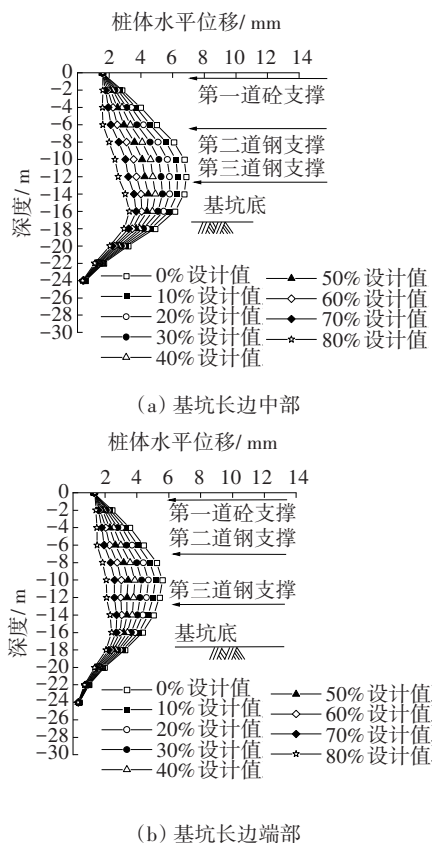 桩体水平位移/ mm
2 4 6 8 10 12 14
0
-2
-4
-6
-8
-10
-12
-14
-16
-18
-20
-22
-24
-26
-28
-30
深度/ m
第一道砼支撑
第二道钢支撑
第三道钢支撑
基坑底
0% 设计值
10% 设计值
20% 设计值
30% 设计值
40% 设计值
50% 设计值
60% 设计值
70% 设计值
80% 设计值
（a）基坑长边中部
桩体水平位移/ mm
2 4 6 8 10 12 14
0
-2
-4
-6
-8
-10
-12
-14
-16
-18
-20
-22
-24
-26
-28
-30
深度/ m
第一道砼支撑
第二道钢支撑
第三道钢支撑
基坑底
0% 设计值
10% 设计值
20% 设计值
30% 设计值
40% 设计值
50% 设计值
60% 设计值
70% 设计值
80% 设计值
（b）基坑长边端部